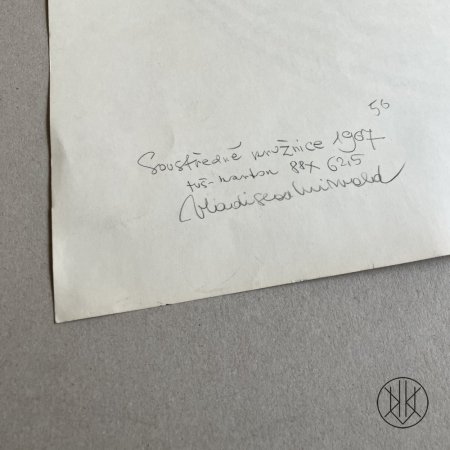 56
Soustředné kružnice 1967
tuš-karton 88x62,5
Vladislav Mirvald